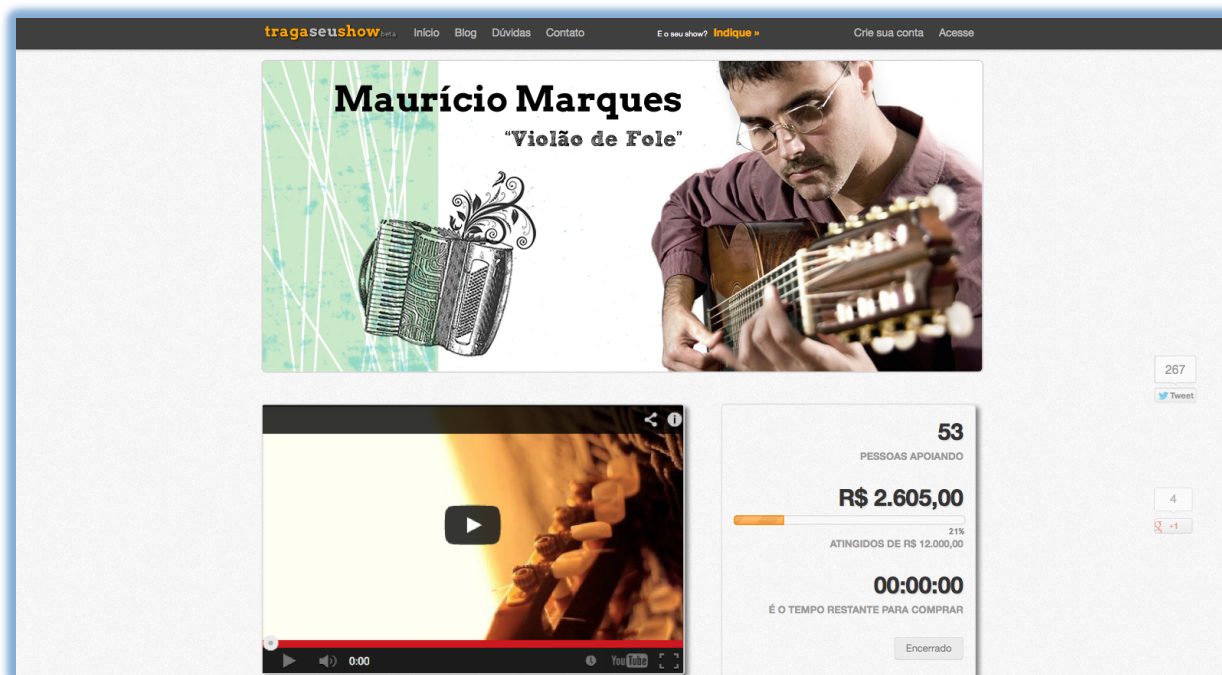 tragaseushow beta Início Blog Dúvidas Contato E o seu show? Indique » Crie sua conta Acesse
Maurício Marques
“Violão de Fole”
267
Tweet
53
PESSOAS APOIANDO
R$ 2.605,00
21%
ATINGIDOS DE R$ 12.000,00
4
+1
00:00:00
É O TEMPO RESTANTE PARA COMPRAR
Encerrado
0:00 YouTube